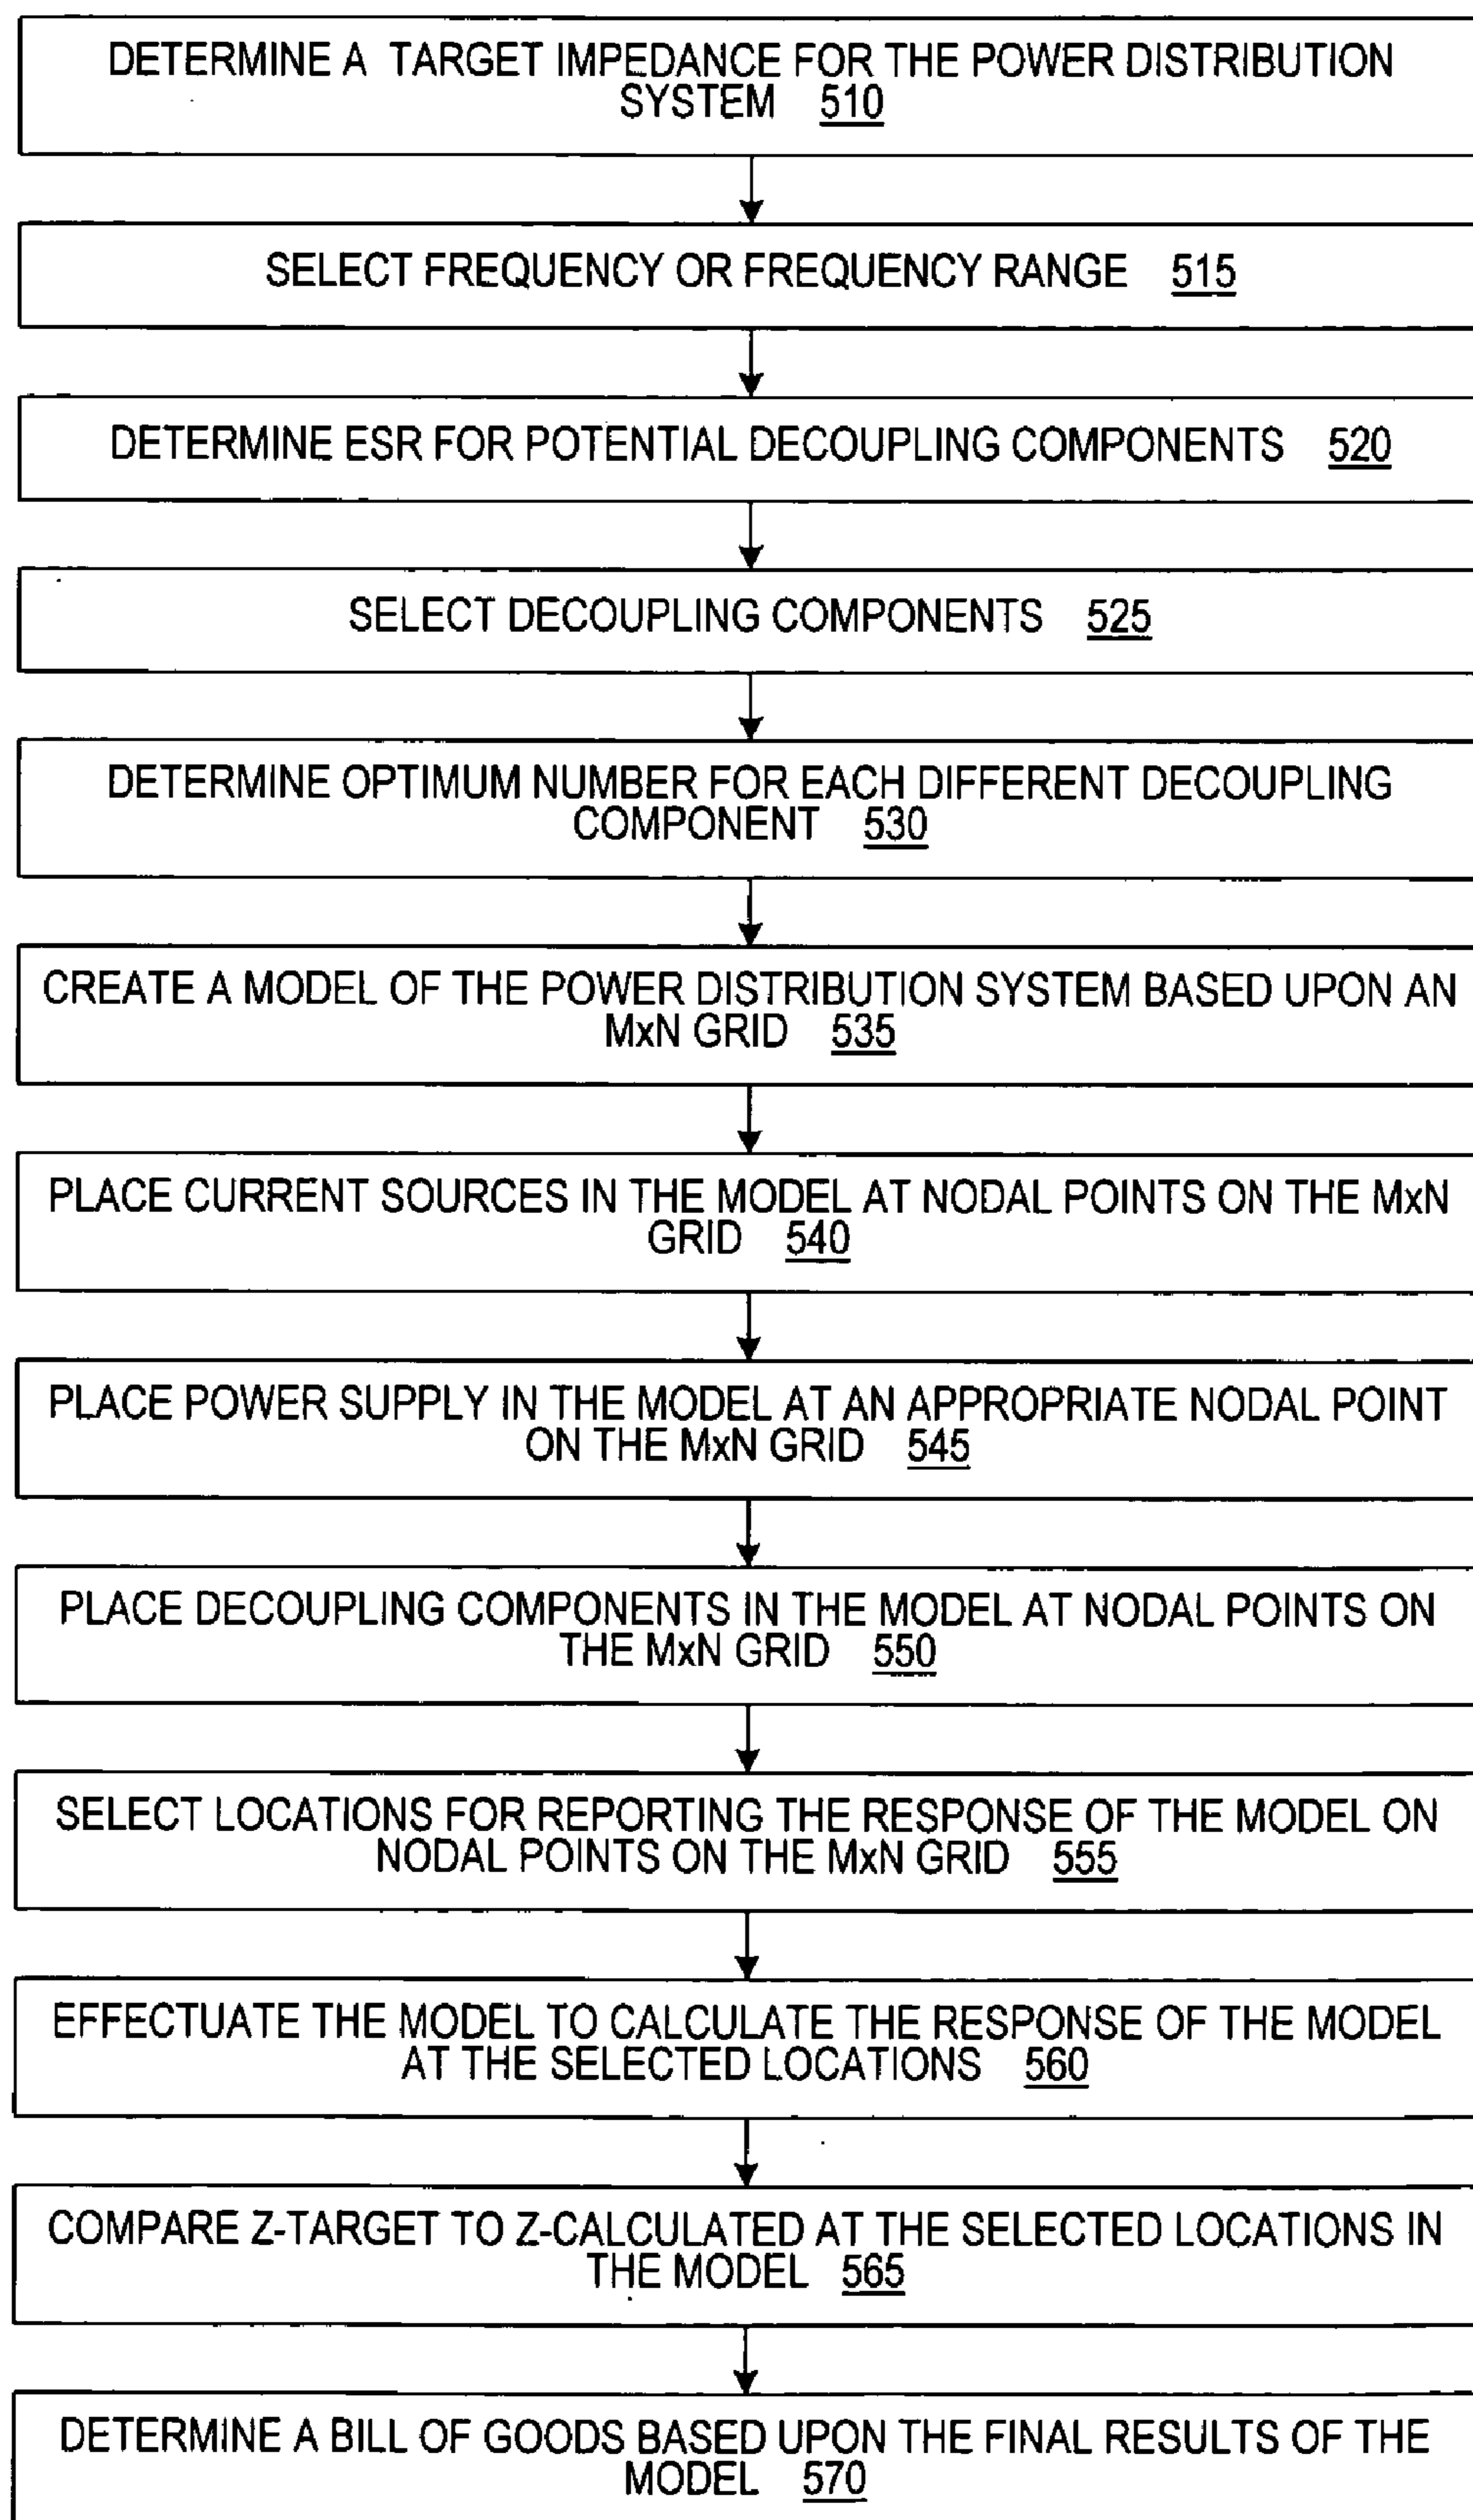 DETERMINE A TARGET IMPEDANCE FOR THE POWER DISTRIBUTION
SYSTEM 510
SELECT FREQUENCY OR FREQUENCY RANGE 515
DETERMINE ESR FOR POTENTIAL DECOUPLING COMPONENTS 520
SELECT DECOUPLING COMPONENTS 525
DETERMINE OPTIMUM NUMBER FOR EACH DIFFERENT DECOUPLING
COMPONENT 530
CREATE A MODEL OF THE POWER DISTRIBUTION SYSTEM BASED UPON AN
MxN GRID 535
PLACE CURRENT SOURCES IN THE MODEL AT NODAL POINTS ON THE MxN
GRID 540
PLACE POWER SUPPLY IN THE MODEL AT AN APPROPRIATE NODAL POINT
ON THE MxN GRID 545
PLACE DECOUPLING COMPONENTS IN THE MODEL AT NODAL POINTS ON
THE MxN GRID 550
SELECT LOCATIONS FOR REPORTING THE RESPONSE OF THE MODEL ON
NODAL POINTS ON THE MxN GRID 555
EFFECTUATE THE MODEL TO CALCULATE THE RESPONSE OF THE MODEL
AT THE SELECTED LOCATIONS 560
COMPARE Z-TARGET TO Z-CALCULATED AT THE SELECTED LOCATIONS IN
THE MODEL 565
DETERMINE A BILL OF GOODS BASED UPON THE FINAL RESULTS OF THE
MODEL 570